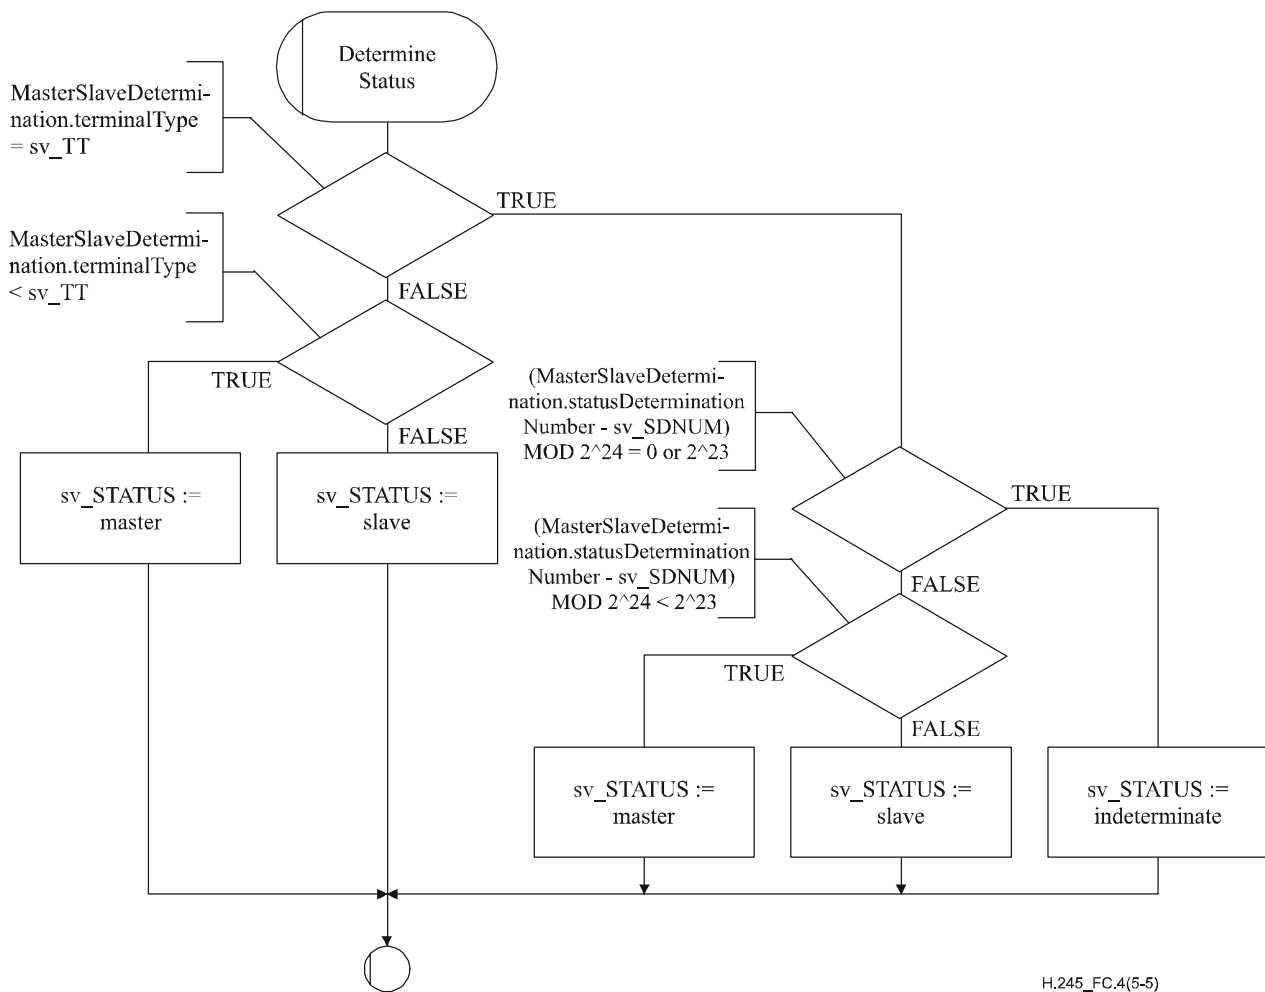 Determine
Status
MasterSlaveDetermi-
nation.terminalType
= sv_TT
TRUE
MasterSlaveDetermi-
nation.terminalType
< sv_TT
FALSE
TRUE
FALSE
(MasterSlaveDetermi-
nation.statusDetermination
Number - sv_SDNUM)
MOD 2^24 = 0 or 2^23
sv_STATUS :=
master
sv_STATUS :=
slave
TRUE
(MasterSlaveDetermi-
nation.statusDetermination
Number - sv_SDNUM)
MOD 2^24 < 2^23
FALSE
TRUE
FALSE
sv_STATUS :=
master
sv_STATUS :=
slave
sv_STATUS :=
indeterminate
H.245_FC.4(5-5)